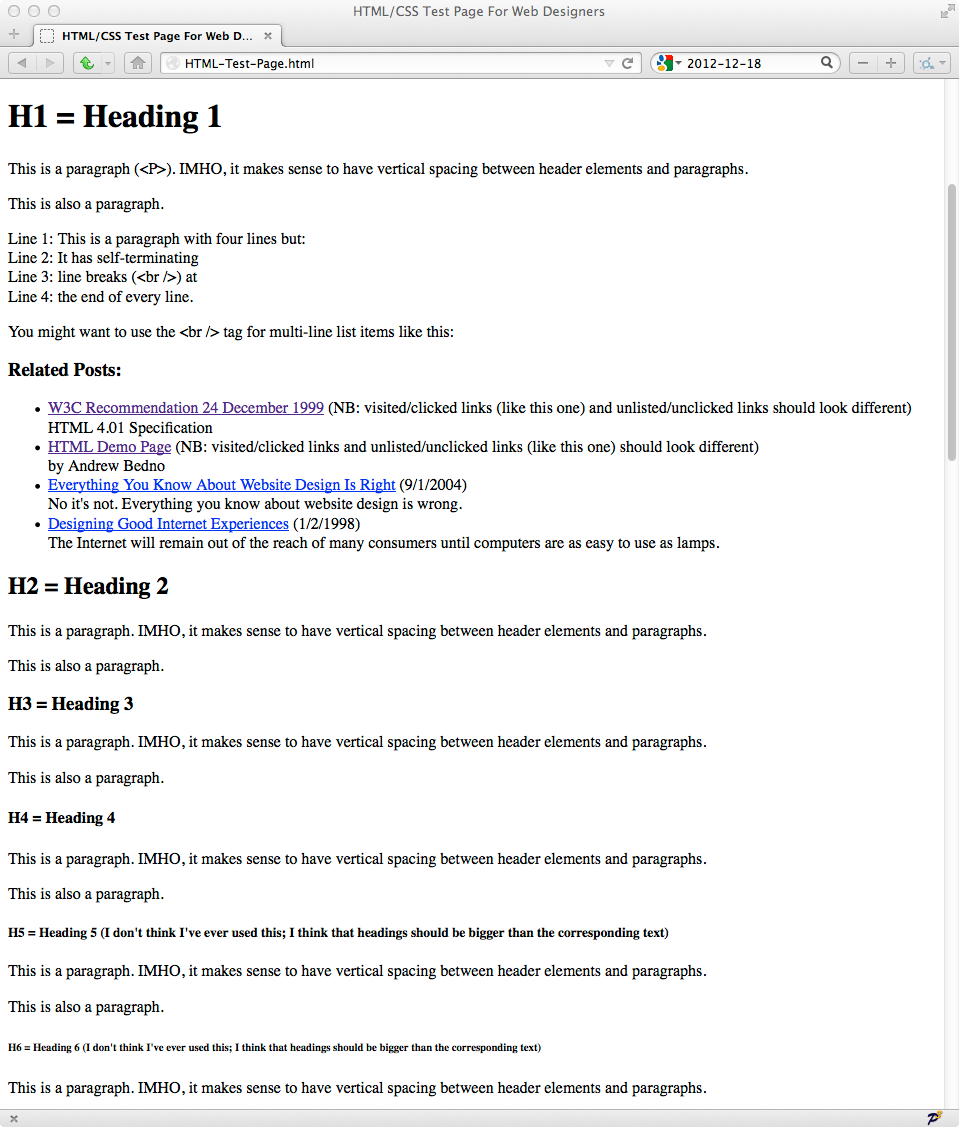 HTML/CSS Test Page For Web Designers
HTML/CSS Test Page For Web D...
HTML-Test-Page.html
2012-12-18
H1 = Heading 1
This is a paragraph (<P>). IMHO, it makes sense to have vertical spacing between header elements and paragraphs.
This is also a paragraph.
Line 1: This is a paragraph with four lines but:
Line 2: It has self-terminating
Line 3: line breaks (<br />) at
Line 4: the end of every line.
You might want to use the <br /> tag for multi-line list items like this:
Related Posts:
• W3C Recommendation 24 December 1999 (NB: visited/clicked links (like this one) and unlisted/unclicked links should look different)
HTML 4.01 Specification
• HTML Demo Page (NB: visited/clicked links and unlisted/unclicked links (like this one) should look different)
by Andrew Bedno
• Everything You Know About Website Design Is Right (9/1/2004)
No it's not. Everything you know about website design is wrong.
• Designing Good Internet Experiences (1/2/1998)
The Internet will remain out of the reach of many consumers until computers are as easy to use as lamps.
H2 = Heading 2
This is a paragraph. IMHO, it makes sense to have vertical spacing between header elements and paragraphs.
This is also a paragraph.
H3 = Heading 3
This is a paragraph. IMHO, it makes sense to have vertical spacing between header elements and paragraphs.
This is also a paragraph.
H4 = Heading 4
This is a paragraph. IMHO, it makes sense to have vertical spacing between header elements and paragraphs.
This is also a paragraph.
H5 = Heading 5 (I don't think I've ever used this; I think that headings should be bigger than the corresponding text)
This is a paragraph. IMHO, it makes sense to have vertical spacing between header elements and paragraphs.
This is also a paragraph.
H6 = Heading 6 (I don't think I've ever used this; I think that headings should be bigger than the corresponding text)
This is a paragraph. IMHO, it makes sense to have vertical spacing between header elements and paragraphs.